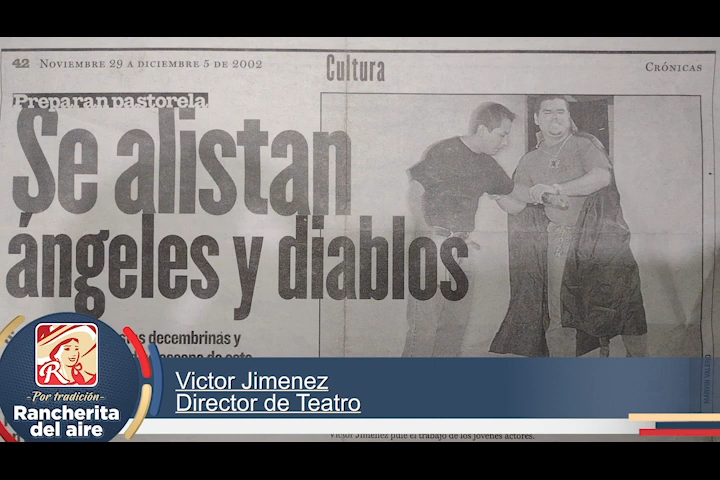 42 NOVIEMBRE 29 A DICIEMBRE 5 DE 2002
Cultura
CRÓNICAS
Preparan pastorela
Se alistan
ángeles y diablos
decembrinas y
Victor Jimenez
Director de Teatro
R
-Por tradición-
Rancherita
del aire
Víctor Jiménez pule el trabajo de los jóvenes actores.